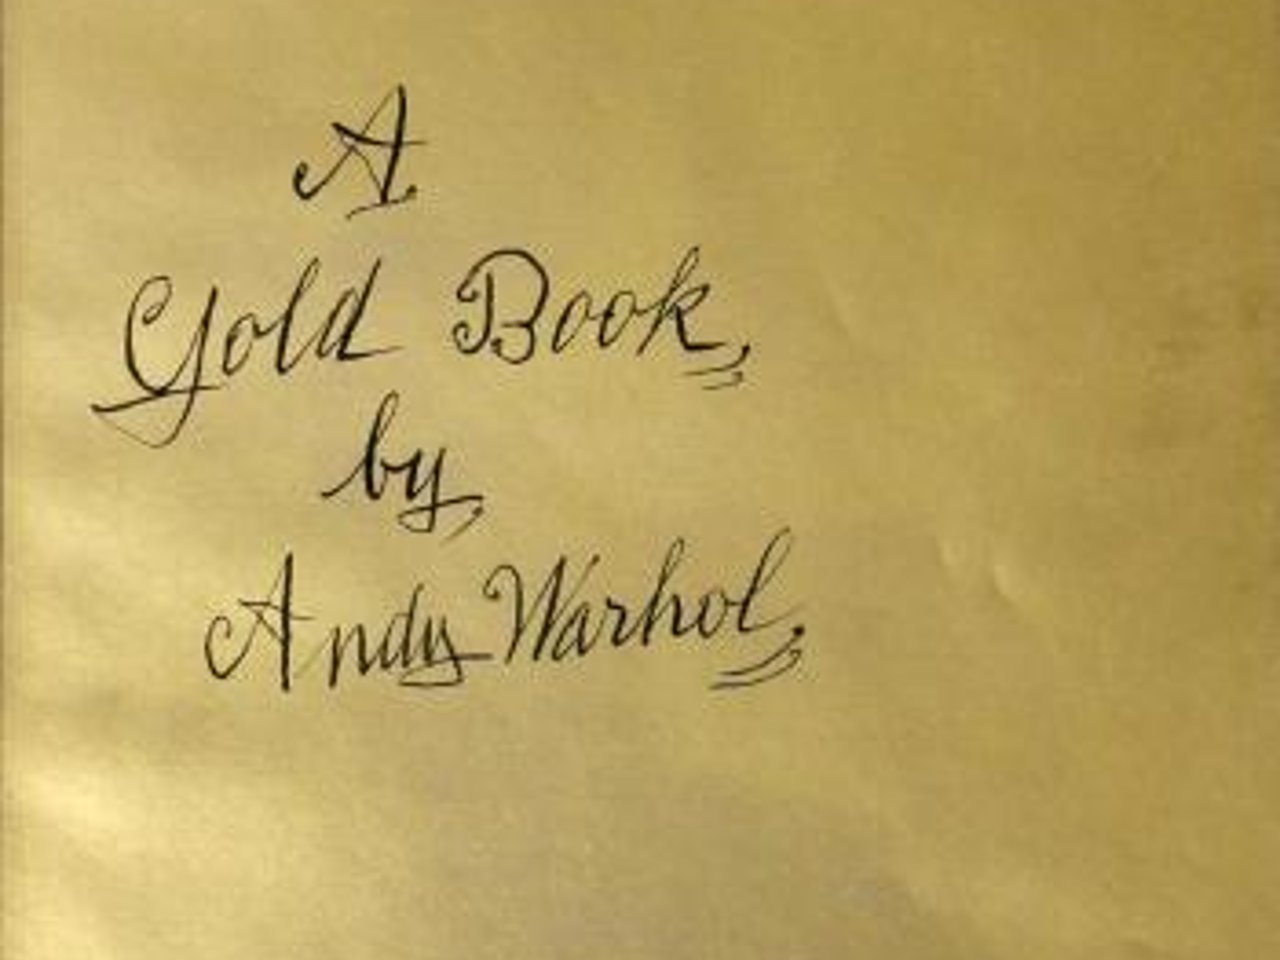 A
Gold Book,
by
Andy Warhol,